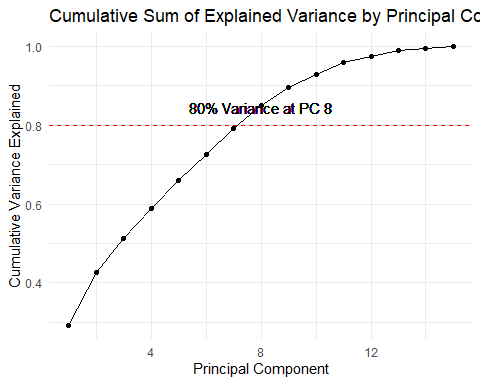 Cumulative Sum of Explained Variance by Principal Co
1.0
0.8
0.6
0.4
80% Variance at PC 8
Cumulative Variance Explained
4 8 12
Principal Component